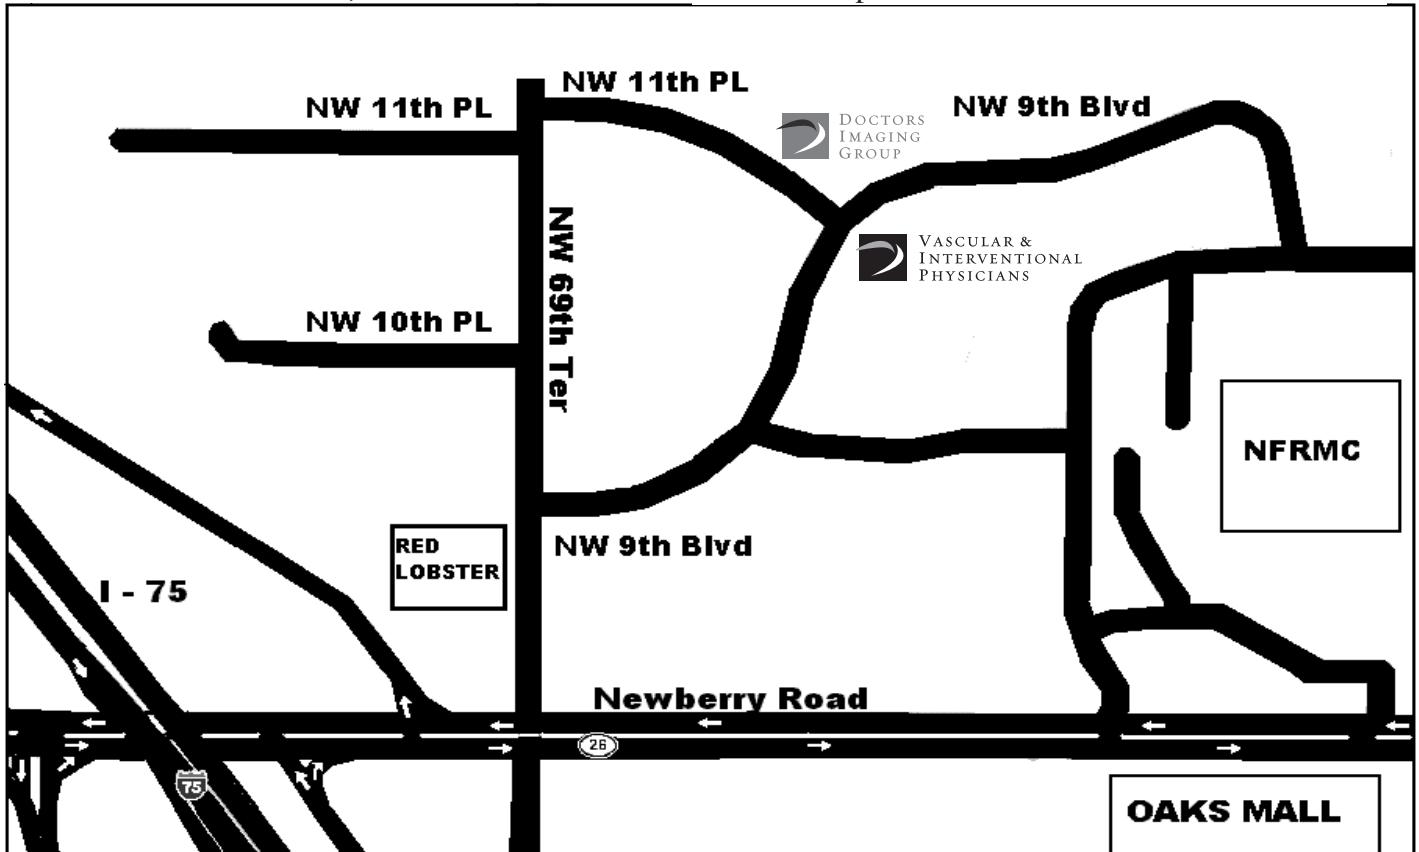 NW 11th PL
NW 11th PL
DOCTORS
IMAGING
GROUP
NW 9th Blvd
NW 69th Ter
VASCULAR &
INTERVENTIONAL
PHYSICIANS
NW 10th PL
NFRMC
RED
LOBSTER
NW 9th Blvd
I - 75
Newberry Road
26
75
OAKS MALL